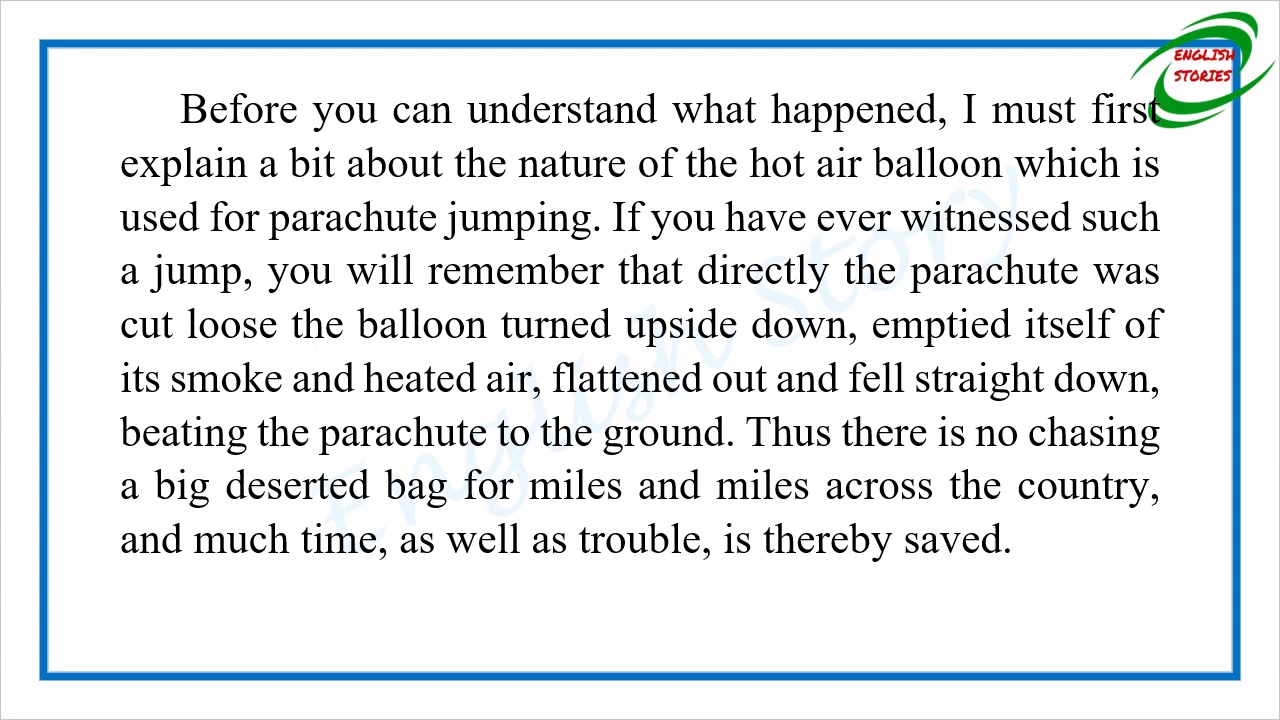 ENGLISH
STORIES
Before you can understand what happened, I must first
explain a bit about the nature of the hot air balloon which is
used for parachute jumping. If you have ever witnessed such
a jump, you will remember that directly the parachute was
cut loose the balloon turned upside down, emptied itself of
its smoke and heated air, flattened out and fell straight down,
beating the parachute to the ground. Thus there is no chasing
a big deserted bag for miles and miles across the country,
and much time, as well as trouble, is thereby saved.
English Story